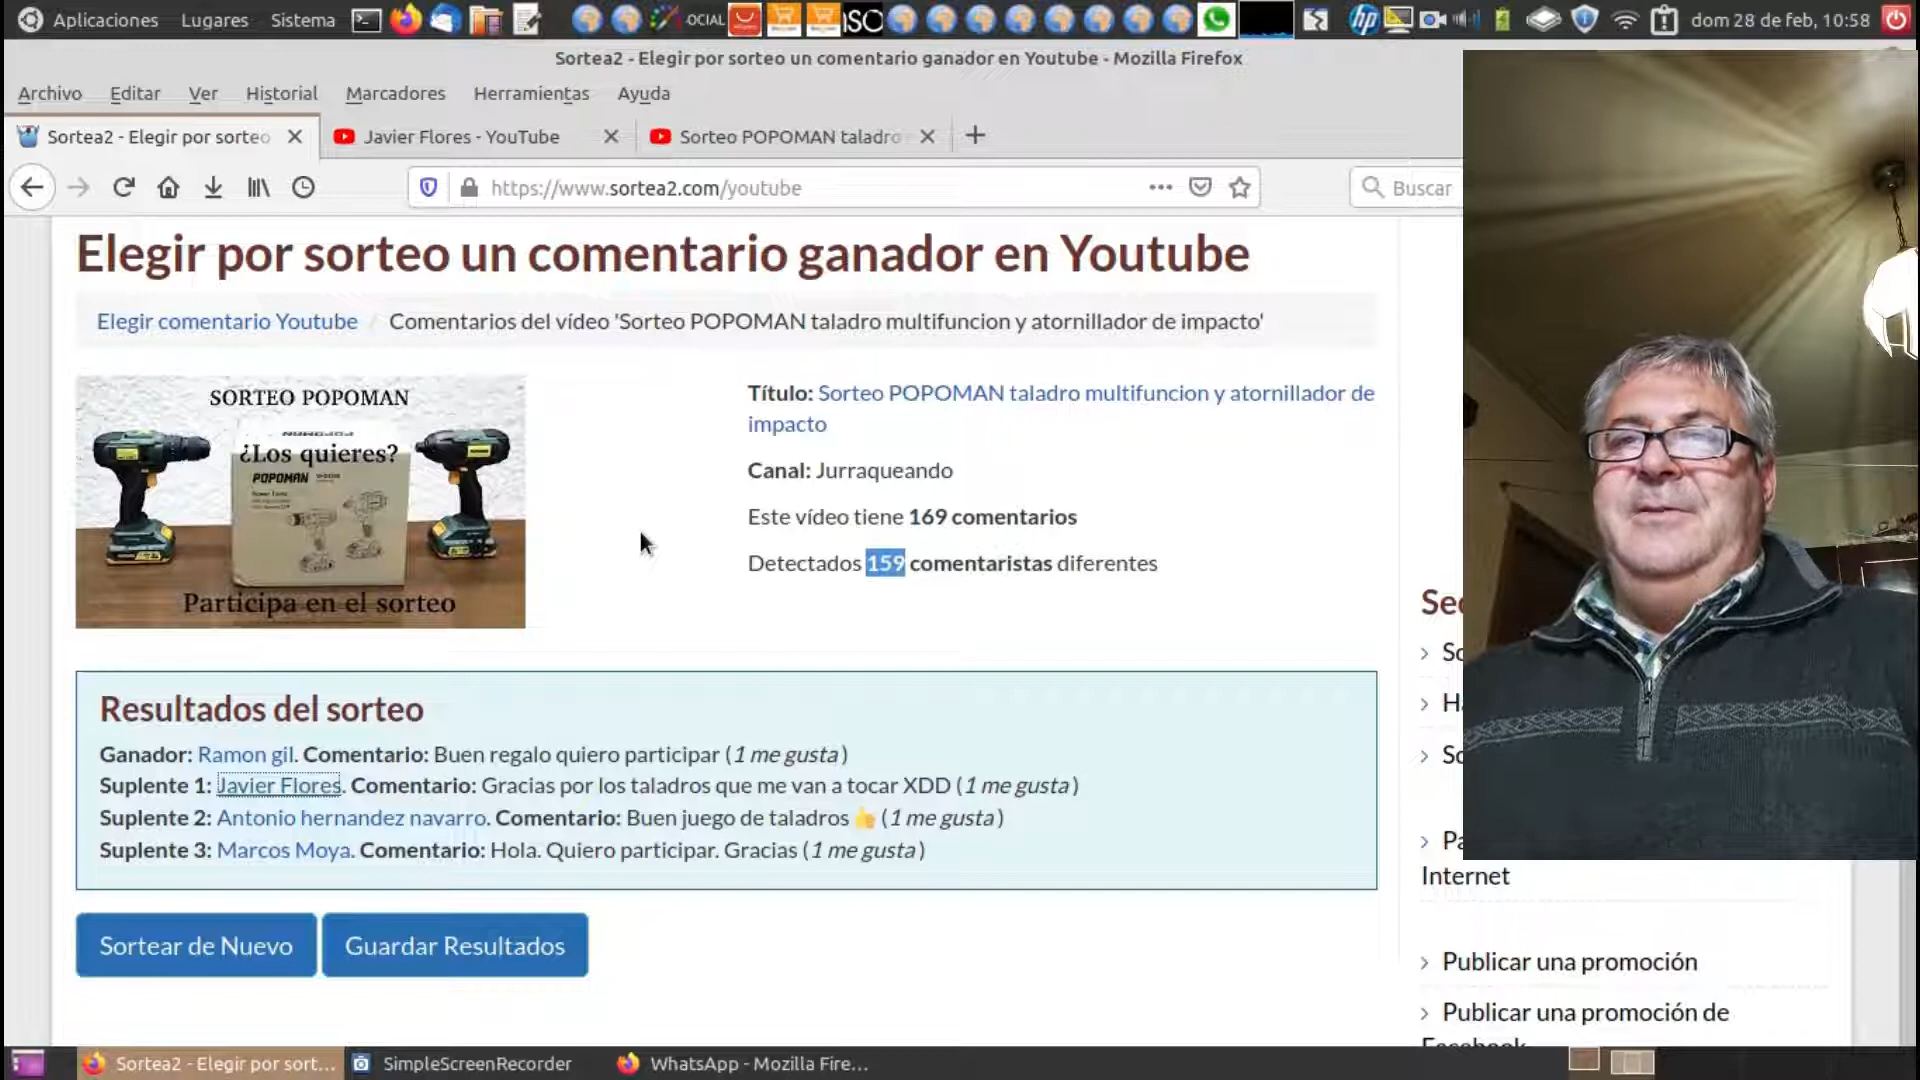 Aplicaciones Lugares Sistema
OCIAL
dom 28 de feb, 10:58
Sortea2 - Elegir por sorteo un comentario ganador en Youtube - Mozilla Firefox
Archivo Editar Ver Historial Marcadores Herramientas Ayuda
Sortea2 - Elegir por sorteo
Javier Flores - YouTube
Sorteo POPOMAN taladro
https://www.sortea2.com/youtube
Buscar
Elegir por sorteo un comentario ganador en Youtube
Elegir comentario Youtube / Comentarios del vídeo 'Sorteo POPOMAN taladro multifuncion y atornillador de impacto'
SORTEO POPOMAN
¿Los quieres?
POPOMAN
Participa en el sorteo
Título: Sorteo POPOMAN taladro multifuncion y atornillador de
impacto
Canal: Jurraqueando
Este vídeo tiene 169 comentarios
Detectados 159 comentaristas diferentes
Resultados del sorteo
Ganador: Ramon gil. Comentario: Buen regalo quiero participar (1 me gusta)
Suplente 1: Javier Flores. Comentario: Gracias por los taladros que me van a tocar XDD (1 me gusta)
Suplente 2: Antonio hernandez navarro. Comentario: Buen juego de taladros 👍 (1 me gusta)
Suplente 3: Marcos Moya. Comentario: Hola. Quiero participar. Gracias (1 me gusta)
Sortear de Nuevo
Guardar Resultados
Internet
Publicar una promoción
Publicar una promoción de
Facebook
Sortea2 - Elegir por sort...
SimpleScreenRecorder
WhatsApp - Mozilla Fire...